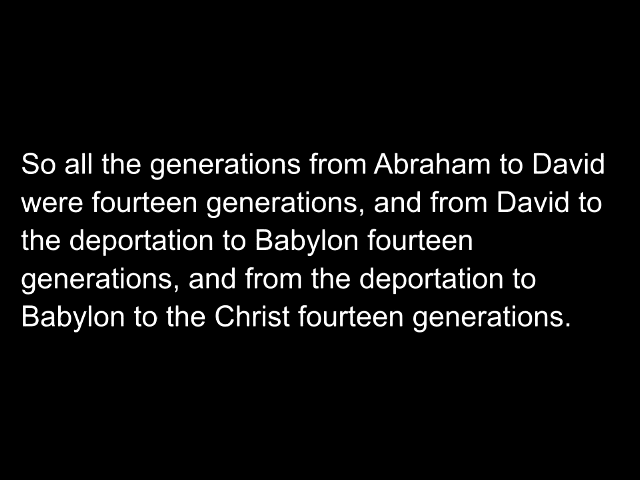 So all the generations from Abraham to David
were fourteen generations, and from David to
the deportation to Babylon fourteen
generations, and from the deportation to
Babylon to the Christ fourteen generations.